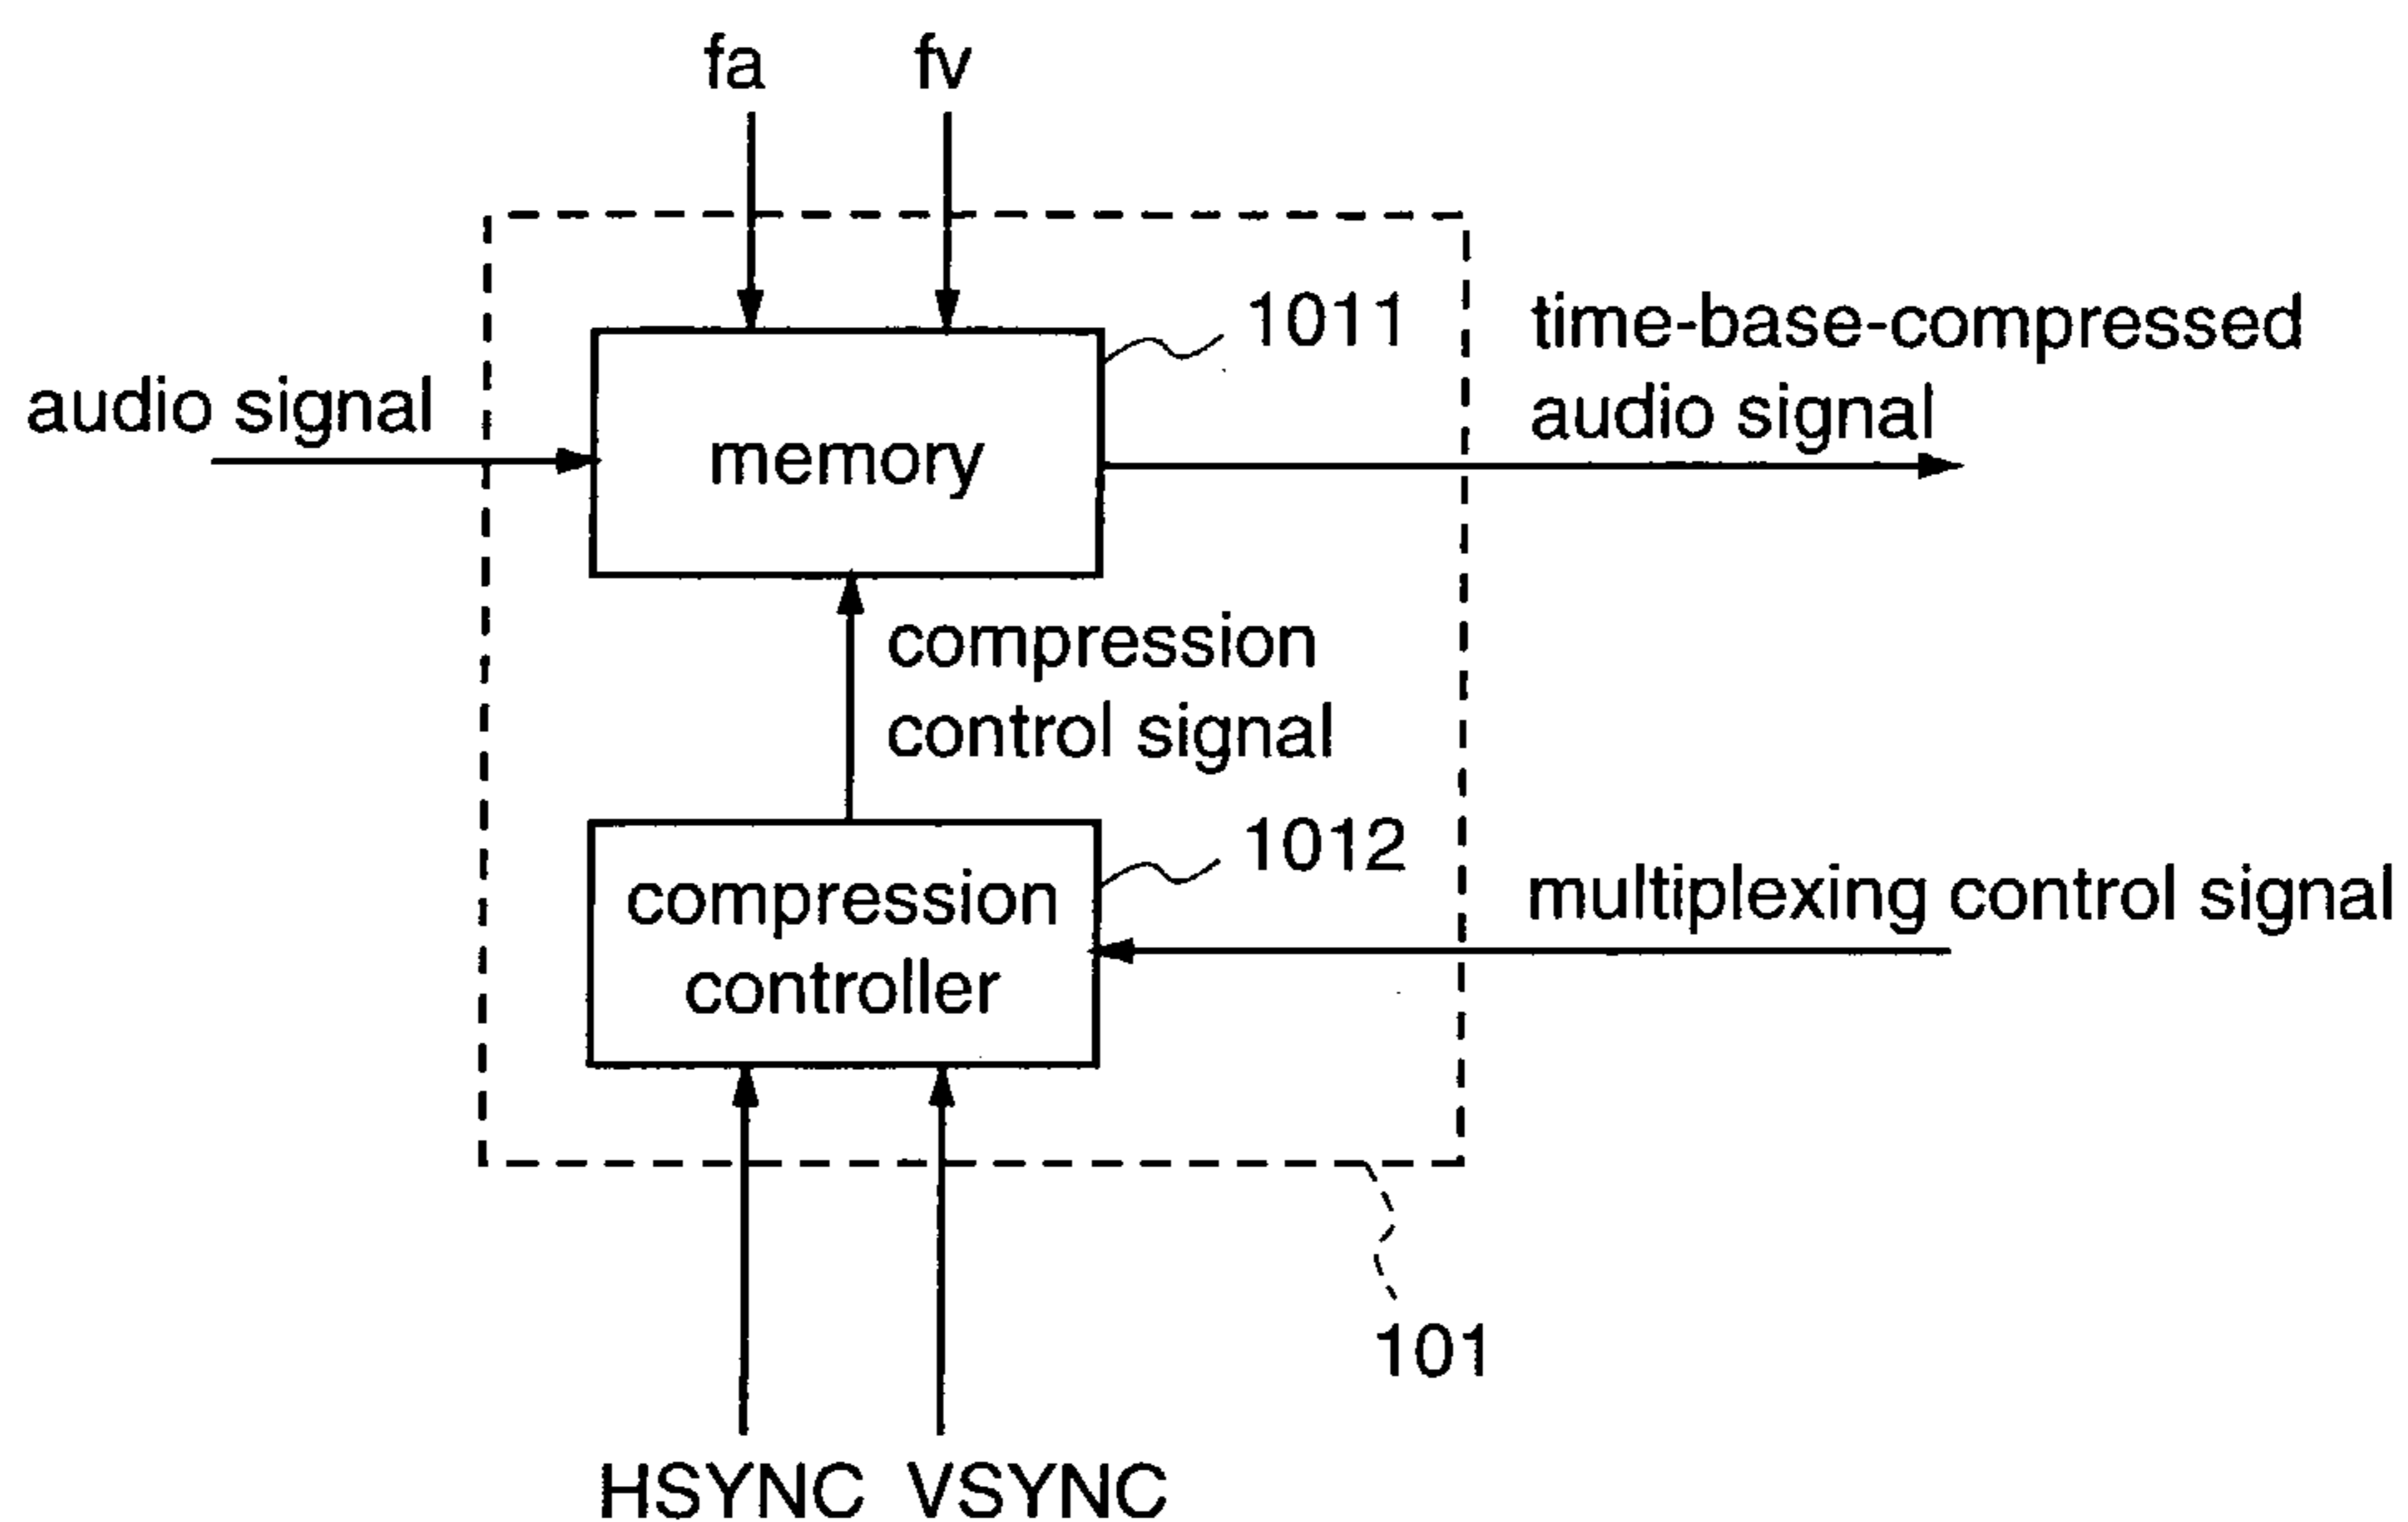 fa fv
1011
time-base-compressed
audio signal
audio signal
memory
compression
control signal
1012
compression
controller
multiplexing control signal
101
HSYNC VSYNC